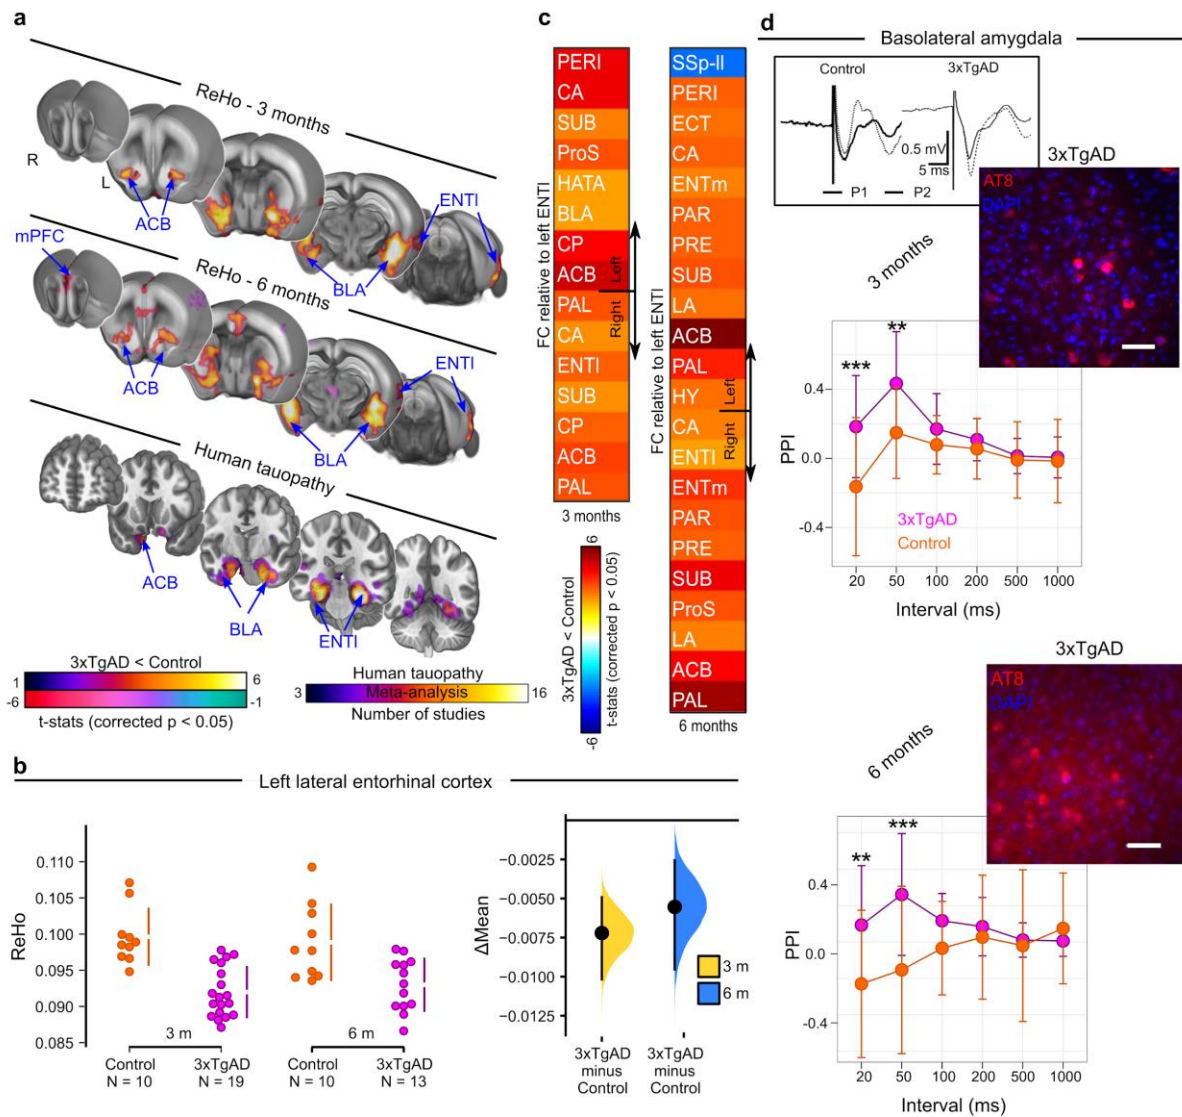 a
ReHo - 3 months
R
L
ACB
BLA
ENTl
mPFC
ReHo - 6 months
ACB
BLA
ENTl
Human tauopathy
ACB
BLA
ENTl
3xTgAD < Control
1
6
-6
-1
t-stats (corrected p < 0.05)
Human tauopathy
3
Meta-analysis
16
Number of studies
c
FC relative to left ENTl
PERI
CA
SUB
ProS
HATA
BLA
CP
ACB
PAL
CA
ENTl
SUB
CP
ACB
PAL
Left
Right
3 months
6
-6
3xTgAD < Control
t-stats (corrected p < 0.05)
FC relative to left ENTl
SSp-ll
PERI
ECT
CA
ENTm
PAR
PRE
SUB
LA
ACB
PAL
HY
CA
ENTl
ENTm
PAR
PRE
SUB
ProS
LA
ACB
PAL
Left
Right
6 months
d
Basolateral amygdala
Control
3xTgAD
0.5 mV
5 ms
P1
P2
3xTgAD
AT8
DAPI
3 months
***
**
PPI
0.4
0.0
-0.4
3xTgAD
Control
20 50 100 200 500 1000
Interval (ms)
3xTgAD
AT8
DAPI
6 months
**
***
PPI
0.4
0.0
-0.4
20 50 100 200 500 1000
Interval (ms)
b
Left lateral entorhinal cortex
ReHo
0.115
0.110
0.105
0.100
0.095
0.090
0.085
3 m
6 m
Control
N = 10
3xTgAD
N = 19
Control
N = 10
3xTgAD
N = 13
ΔMean
−0.0025
−0.0050
−0.0075
−0.0100
−0.0125
3 m
6 m
3xTgAD
minus
Control
3xTgAD
minus
Control